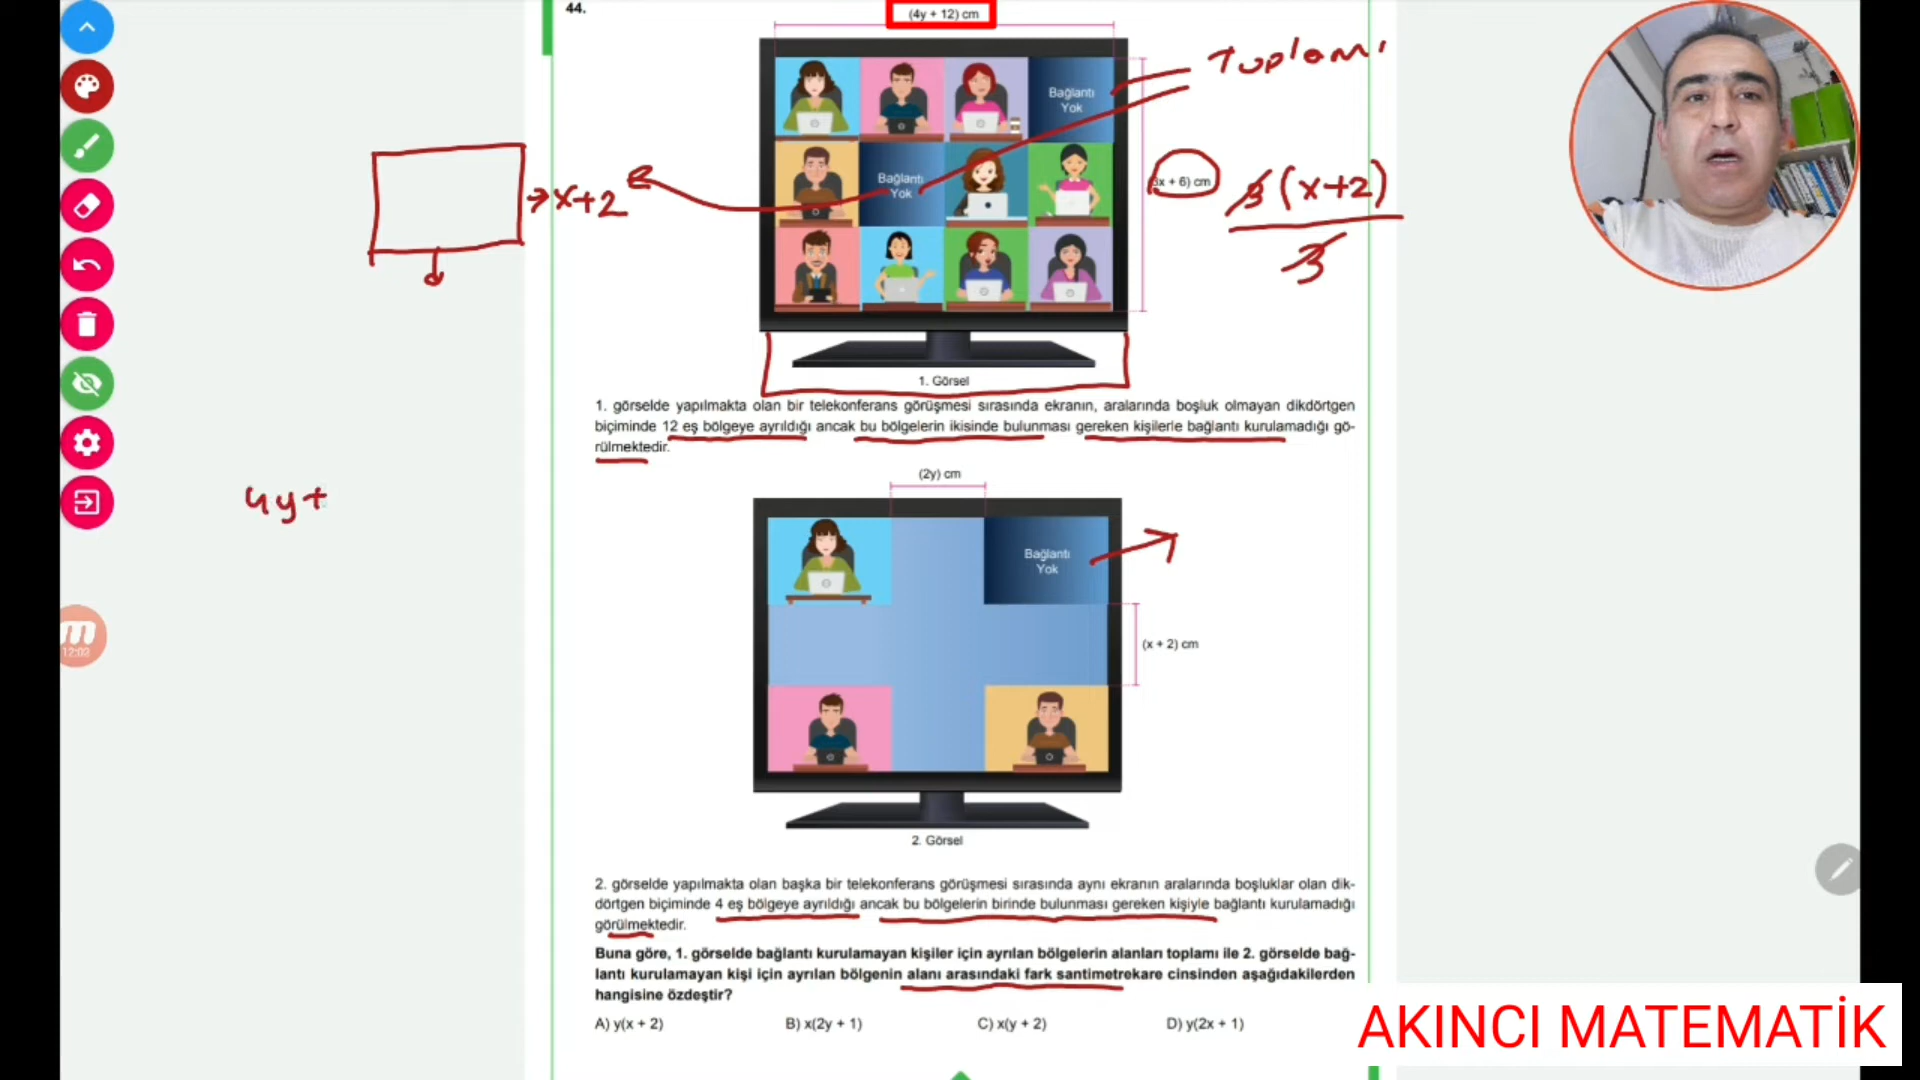 44.
(4y + 12) cm
Toplamı
Bağlantı
Yok
Bağlantı
Yok
x + 6) cm
3(x+2)
3
→ x+2
1. Görsel
1. görselde yapılmakta olan bir telekonferans görüşmesi sırasında ekranın, aralarında boşluk olmayan dikdörtgen
biçiminde 12 eş bölgeye ayrıldığı ancak bu bölgelerin ikisinde bulunması gereken kişilerle bağlantı kurulamadığı gö-
rülmektedir.
(2y) cm
4y+
Bağlantı
Yok
(x + 2) cm
m
12:03
2. Görsel
2. görselde yapılmakta olan başka bir telekonferans görüşmesi sırasında aynı ekranın aralarında boşluklar olan dik-
dörtgen biçiminde 4 eş bölgeye ayrıldığı ancak bu bölgelerin birinde bulunması gereken kişiyle bağlantı kurulamadığı
görülmektedir.
Buna göre, 1. görselde bağlantı kurulamayan kişiler için ayrılan bölgelerin alanları toplamı ile 2. görselde bağ-
lantı kurulamayan kişi için ayrılan bölgenin alanı arasındaki fark santimetrekare cinsinden aşağıdakilerden
hangisine özdeştir?
A) y(x + 2) B) x(2y + 1) C) x(y + 2) D) y(2x + 1)
AKINCI MATEMATİK